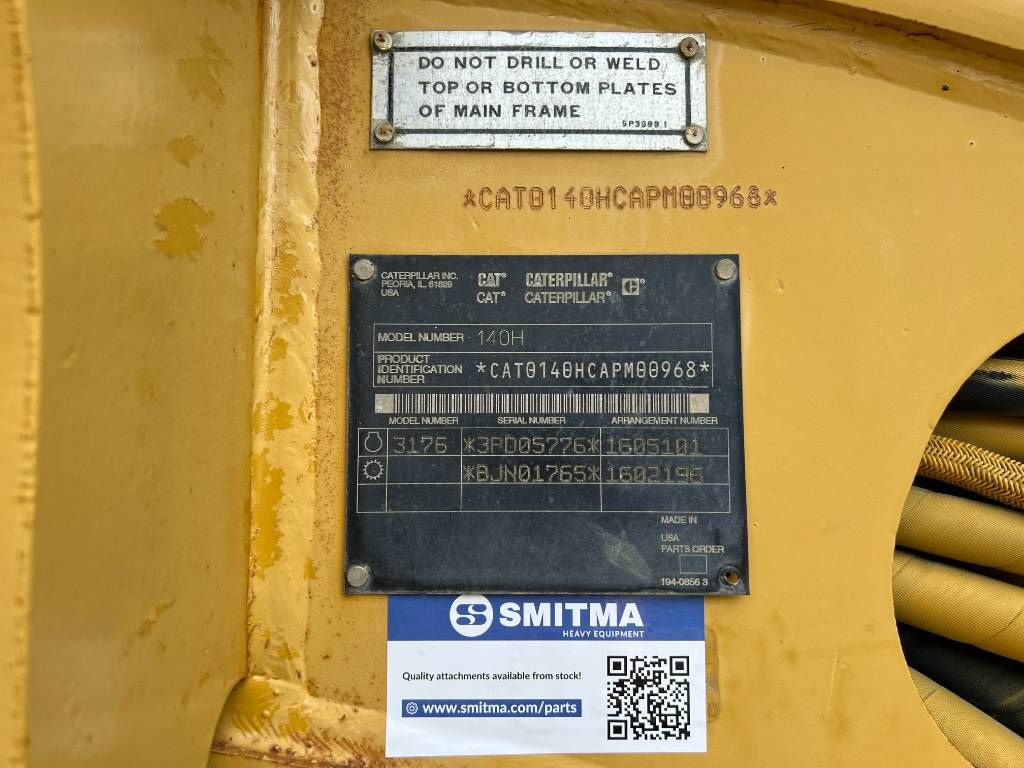 DO NOT DRILL OR WELD
TOP OR BOTTOM PLATES
OF MAIN FRAME
*CAT0140HCAPM00968*
CATERPILLAR INC. CAT® CATERPILLAR® C®
PEORIA, IL 61629
USA CAT® CATERPILLAR®
MODEL NUMBER 140H
PRODUCT
IDENTIFICATION *CAT0140HCAPM00968*
NUMBER
MODEL NUMBER SERIAL NUMBER ARRANGEMENT NUMBER
3176 *3PD05776* 1605101
*BJN01765* 1602196
MADE IN
USA
PARTS ORDER
194-0856 3
SMITMA
HEAVY EQUIPMENT
Quality attachments available from stock!
www.smitma.com/parts